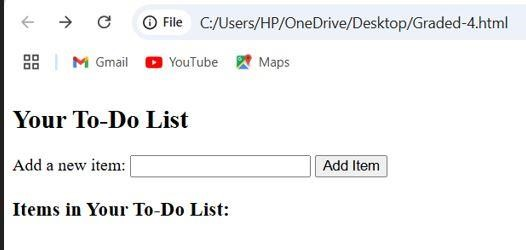 File C:/Users/HP/OneDrive/Desktop/Graded-4.html
Gmail YouTube Maps
Your To-Do List
Add a new item: Add Item
Items in Your To-Do List: